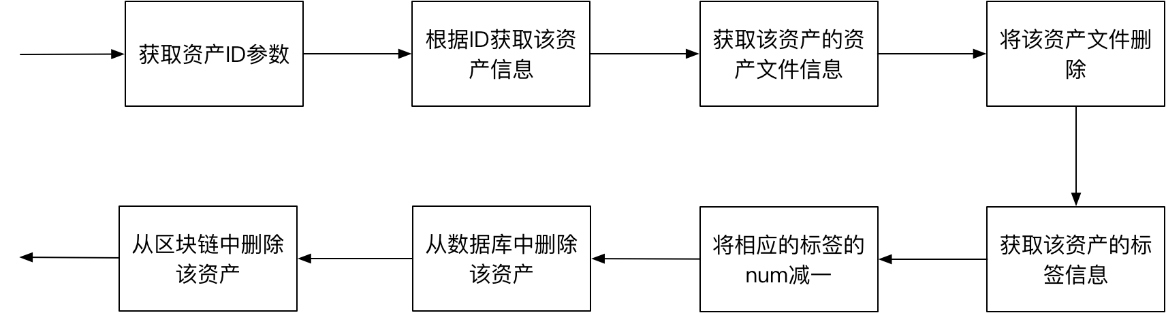 获取资产ID参数
根据ID获取该资
产信息
获取该资产的资
产文件信息
将该资产文件删
除
获取该资产的标
签信息
将相应的标签的
num减一
从数据库中删除
该资产
从区块链中删除
该资产